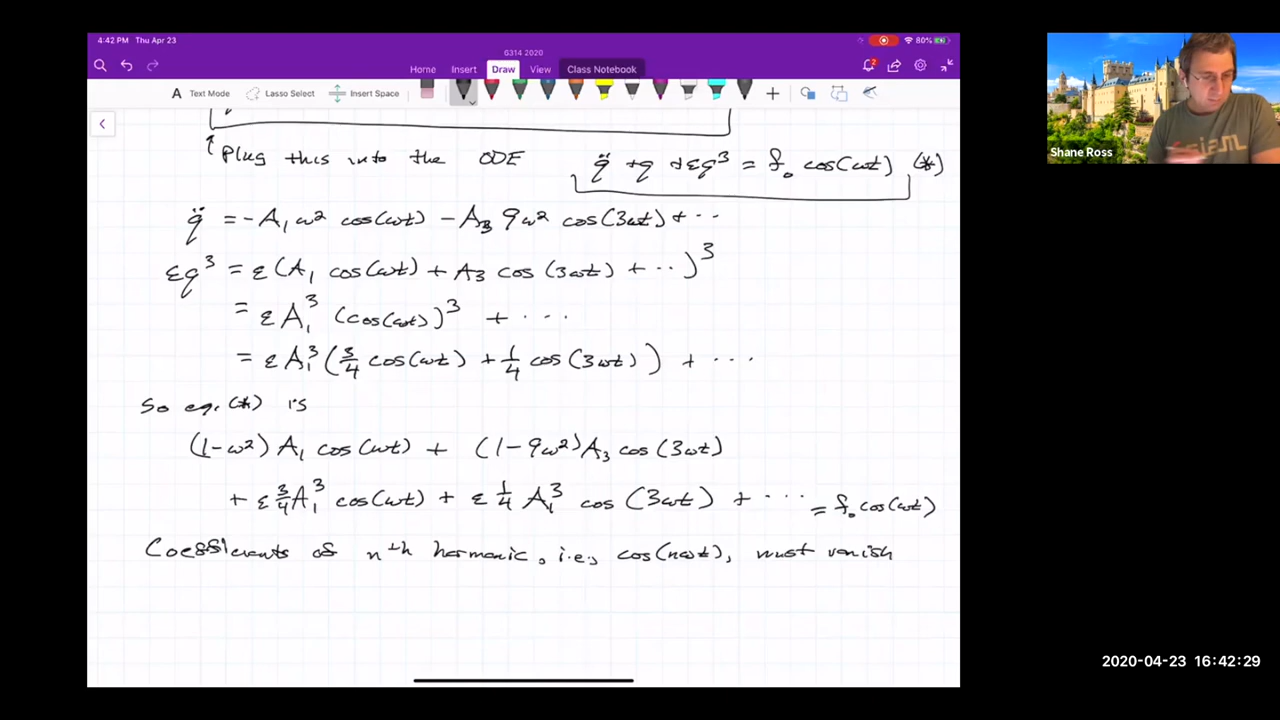 4:42 PM Thu Apr 23
80%
G314 2020
Home Insert Draw View Class Notebook
2
Text Mode Lasso Select Insert Space
Plug this into the ODE q̈ + q + εq³ = f₀ cos(ωt) (*)
q̈ = -A₁ω² cos(ωt) - A₃ 9ω² cos(3ωt) + ⋯
εq³ = ε(A₁ cos(ωt) + A₃ cos(3ωt) + ⋯)³
= εA₁³ (cos(ωt))³ + ⋯
= εA₁³ (3/4 cos(ωt) + 1/4 cos(3ωt)) + ⋯
So eq. (*) is
(1-ω²) A₁ cos(ωt) + (1-9ω²)A₃ cos(3ωt)
+ ε 3/4 A₁³ cos(ωt) + ε 1/4 A₁³ cos(3ωt) + ⋯ = f₀ cos(ωt)
Coefficients of nth harmonic, i.e., cos(nωt), must vanish
Shane Ross
2020-04-23 16:42:29